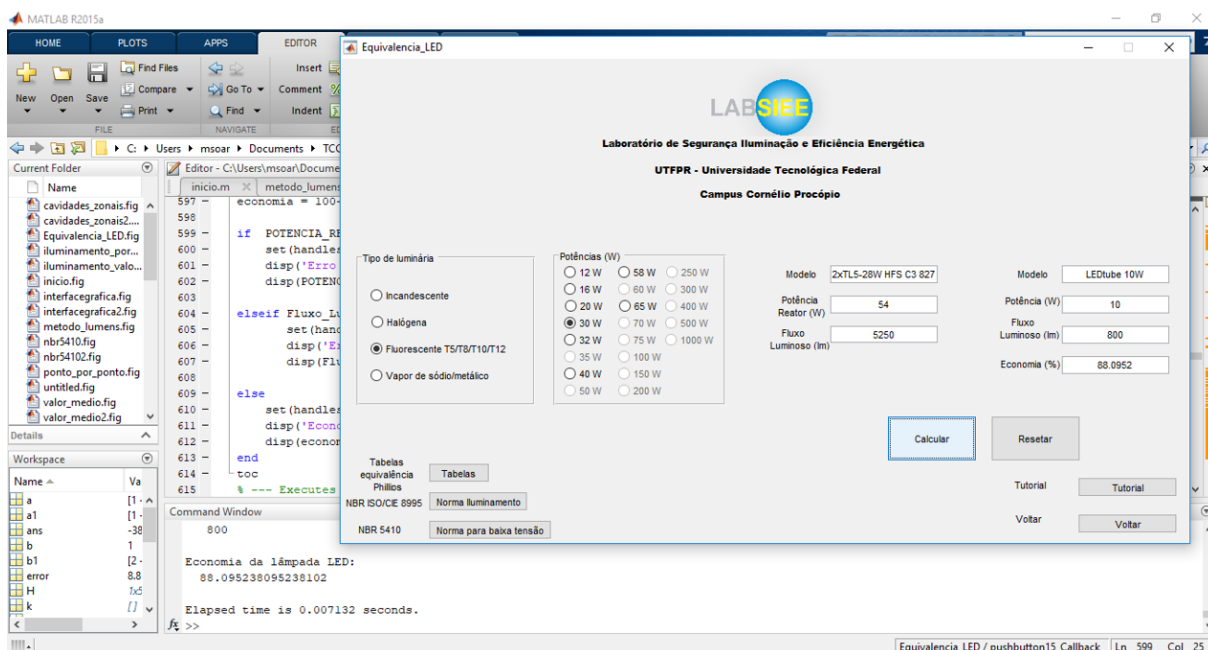 MATLAB R2015a
HOME PLOTS APPS EDITOR
New Open Save
Find Files
Compare
Print
Go To
Find
Insert
Comment
Indent
FILE NAVIGATE
C: Users msoar Documents
Current Folder
Name
cavidades_zonais.fig
cavidades_zonais2....
Equivalencia_LED.fig
iluminamento_por...
iluminamento_valo...
inicio.fig
interfacegrafica.fig
interfacegrafica2.fig
metodo_lumens.fig
nbr5410.fig
nbr54102.fig
ponto_por_ponto.fig
untitled.fig
valor_medio.fig
valor_medio2.fig
Details
Workspace
Name Va
a [1
a1 [1
ans -38
b 1
b1 [2
error 8.8
H 1x5
k []
Editor - C:\Users\msoar\Docume
inicio.m metodo_lumens
597 economia = 100-
598
599 if POTENCIA_RE
600 set(handles
601 disp('Erro
602 disp(POTENC
603
604 elseif Fluxo_Lu
605 set(hand
606 disp('Er
607 disp(Flu
608
609 else
610 set(handles
611 disp('Econo
612 disp(econom
613 end
614 toc
615 % --- Executes
Command Window
800
Economia da lâmpada LED:
88.095238095238102
Elapsed time is 0.007132 seconds.
fx >>
Equivalencia_LED
LABSIEE
Laboratório de Segurança Iluminação e Eficiência Energética
UTFPR - Universidade Tecnológica Federal
Campus Cornélio Procópio
Tipo de luminária
Incandescente
Halógena
Fluorescente T5/T8/T10/T12
Vapor de sódio/metálico
Potências (W)
12 W 58 W 250 W
16 W 60 W 300 W
20 W 65 W 400 W
30 W 70 W 500 W
32 W 75 W 1000 W
35 W 100 W
40 W 150 W
50 W 200 W
Modelo 2xTL5-28W HFS C3 827
Potência Reator (W) 54
Fluxo Luminoso (lm) 5250
Modelo LEDtube 10W
Potência (W) 10
Fluxo Luminoso (lm) 800
Economia (%) 88.0952
Calcular Resetar
Tabelas equivalência Philips Tabelas
NBR ISO/CIE 8995 Norma Iluminamento
NBR 5410 Norma para baixa tensão
Tutorial Tutorial
Voltar Voltar
Equivalencia_LED / pushbutton15_Callback Ln 599 Col 25